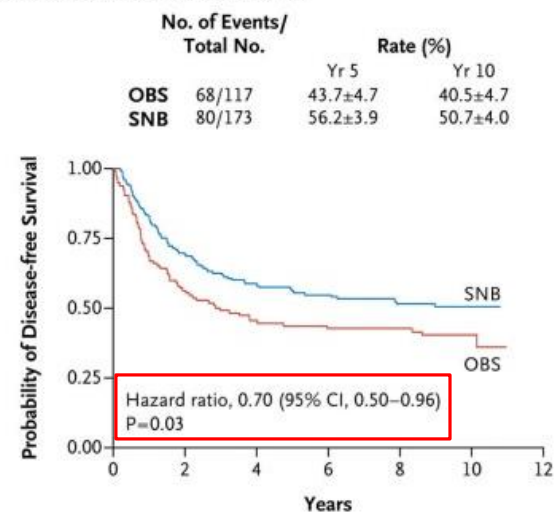 No. of Events/
Total No.
Rate (%)
Yr 5 Yr 10
OBS 68/117 43.7±4.7 40.5±4.7
SNB 80/173 56.2±3.9 50.7±4.0
Probability of Disease-free Survival
1.00
0.75
0.50
0.25
0.00
SNB
OBS
Hazard ratio, 0.70 (95% CI, 0.50–0.96)
P=0.03
0 2 4 6 8 10 12
Years